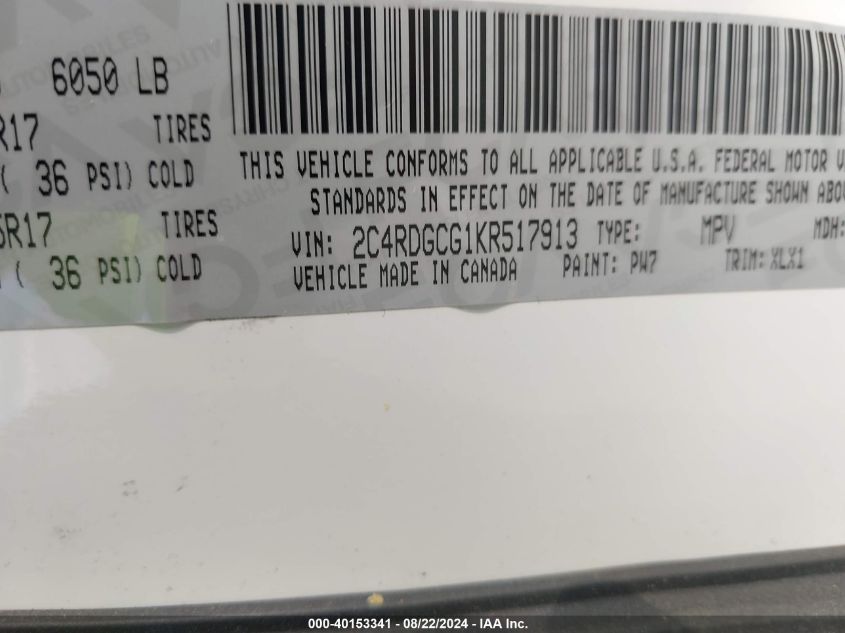 6050 LB
R17 TIRES
( 36 PSI) COLD
5R17 TIRES
( 36 PSI) COLD
THIS VEHICLE CONFORMS TO ALL APPLICABLE U.S.A. FEDERAL MOTOR V
STANDARDS IN EFFECT ON THE DATE OF MANUFACTURE SHOWN ABO
VIN: 2C4RDGCG1KR517913 TYPE: MPV MDH:
VEHICLE MADE IN CANADA PAINT: PW7 TRIM: XLX1
000-40153341 - 08/22/2024 - IAA Inc.